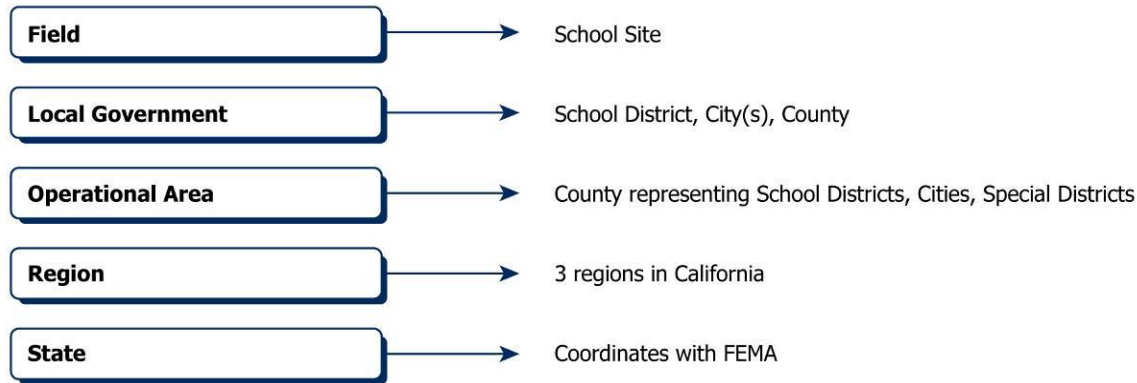 Field School Site
Local Government School District, City(s), County
Operational Area County representing School Districts, Cities, Special Districts
Region 3 regions in California
State Coordinates with FEMA